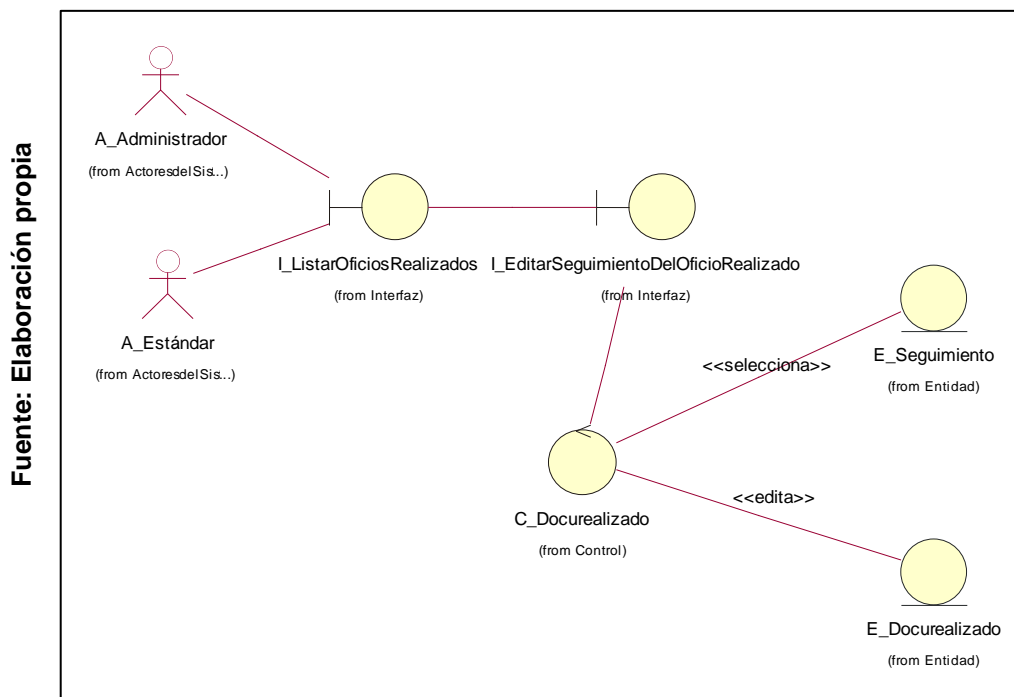 Fuente: Elaboración propia
A_Administrador
(from ActoresdelSis...)
A_Estándar
(from ActoresdelSis...)
I_ListarOficiosRealizados
(from Interfaz)
I_EditarSeguimientoDelOficioRealizado
(from Interfaz)
<<selecciona>>
E_Seguimiento
(from Entidad)
C_Docurealizado
(from Control)
<<edita>>
E_Docurealizado
(from Entidad)